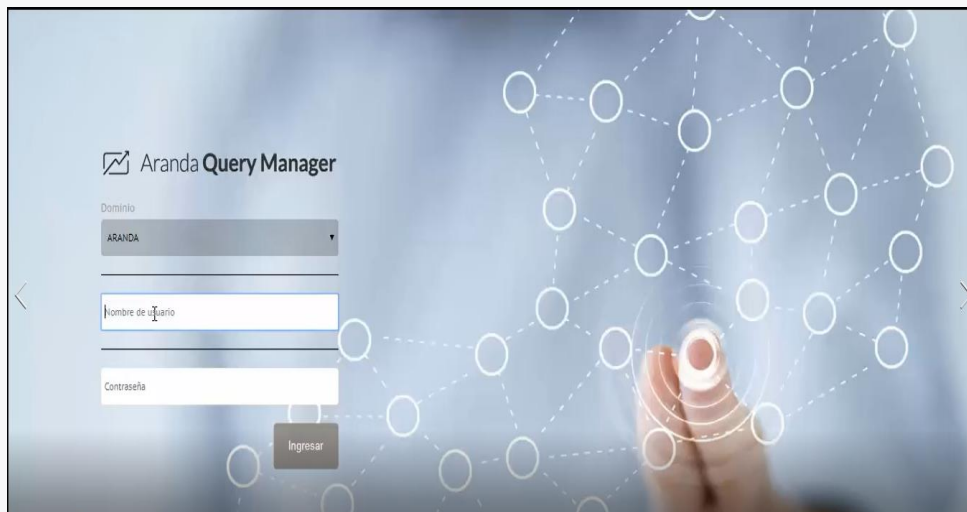 Aranda Query Manager
Dominio
ARANDA
Nombre de usuario
Contraseña
Ingresar